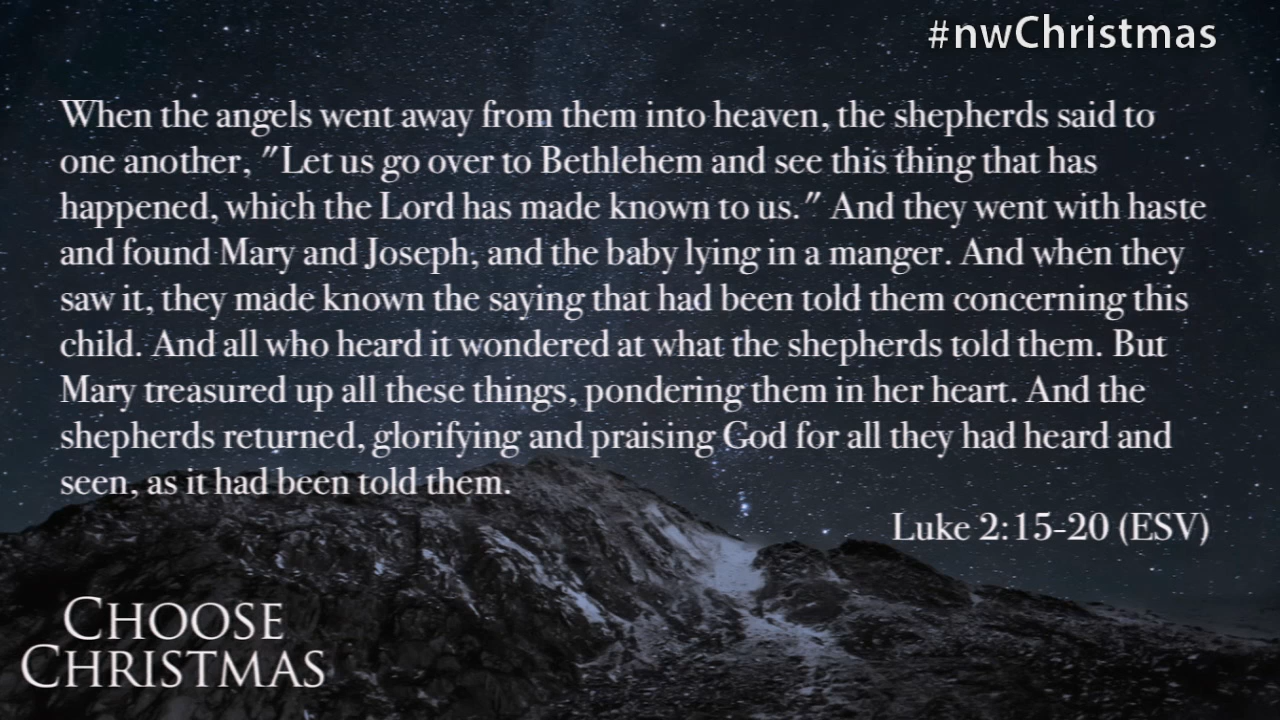 #nwChristmas
When the angels went away from them into heaven, the shepherds said to
one another, "Let us go over to Bethlehem and see this thing that has
happened, which the Lord has made known to us." And they went with haste
and found Mary and Joseph, and the baby lying in a manger. And when they
saw it, they made known the saying that had been told them concerning this
child. And all who heard it wondered at what the shepherds told them. But
Mary treasured up all these things, pondering them in her heart. And the
shepherds returned, glorifying and praising God for all they had heard and
seen, as it had been told them.
Luke 2:15-20 (ESV)
CHOOSE
CHRISTMAS